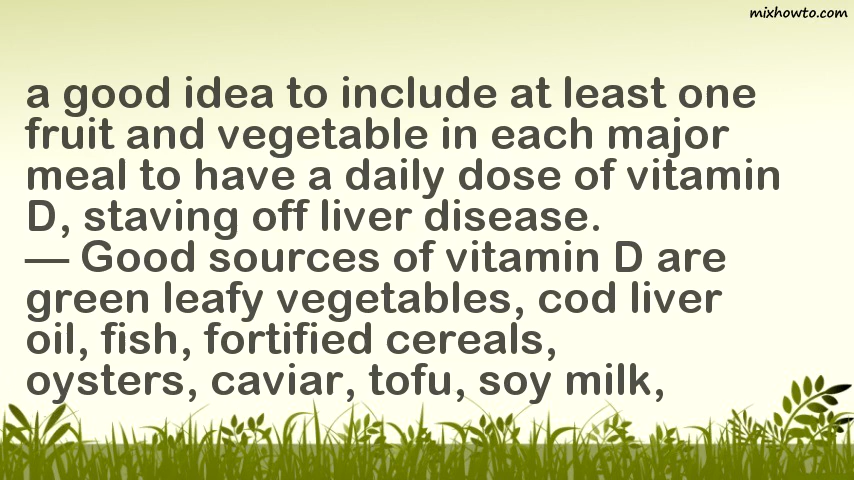 mixhowto.com
a good idea to include at least one
fruit and vegetable in each major
meal to have a daily dose of vitamin
D, staving off liver disease.
— Good sources of vitamin D are
green leafy vegetables, cod liver
oil, fish, fortified cereals,
oysters, caviar, tofu, soy milk,